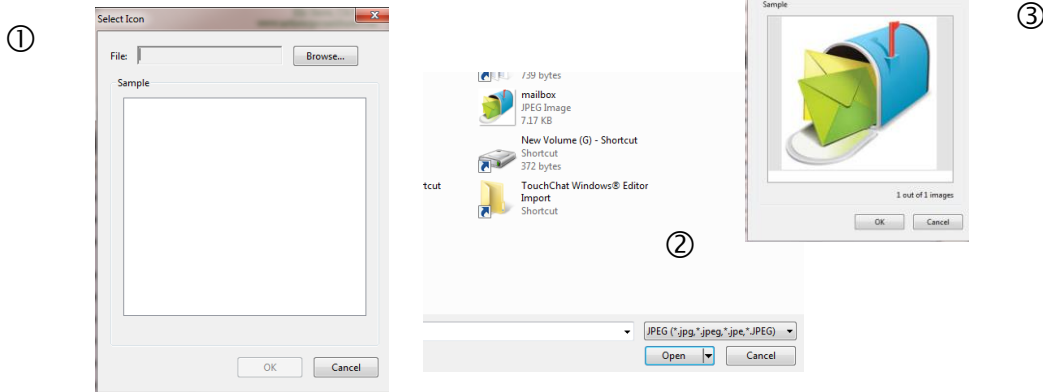 ①
Select Icon
File:
Browse...
Sample
OK
Cancel
739 bytes
mailbox
JPEG Image
7.17 KB
New Volume (G) - Shortcut
Shortcut
372 bytes
tcut
TouchChat Windows® Editor
Import
Shortcut
②
JPEG (*.jpg,*.jpeg,*.jpe,*.JPEG)
Open
Cancel
③
Sample
1 out of 1 images
OK
Cancel